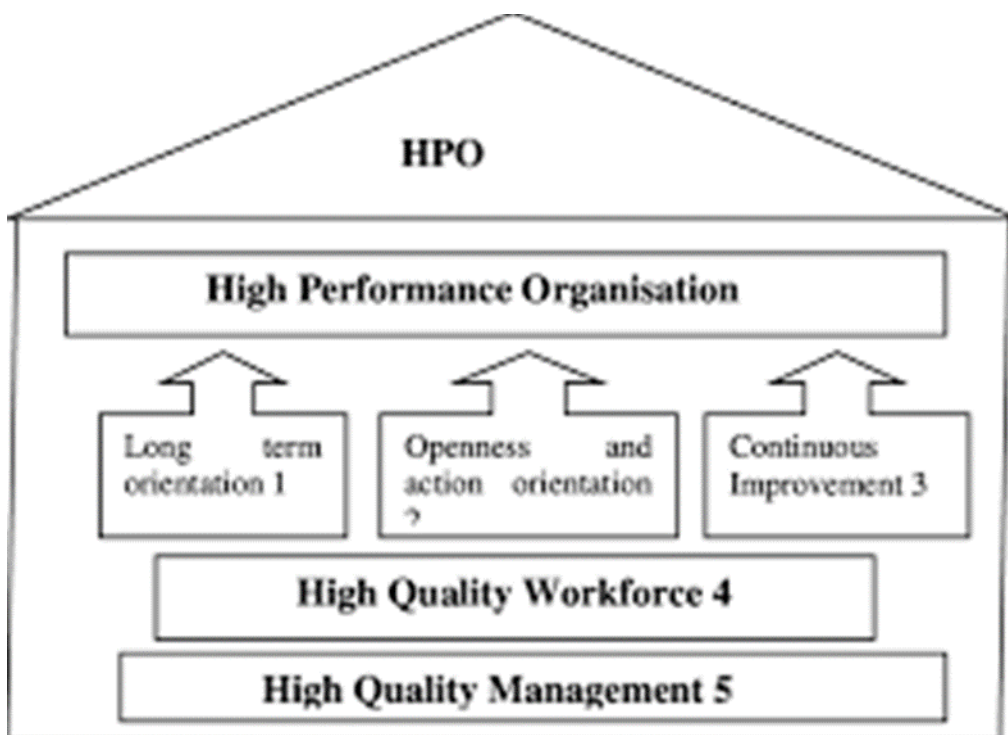 HPO
High Performance Organisation
Long term
orientation 1
Openness and
action orientation
2
Continuous
Improvement 3
High Quality Workforce 4
High Quality Management 5